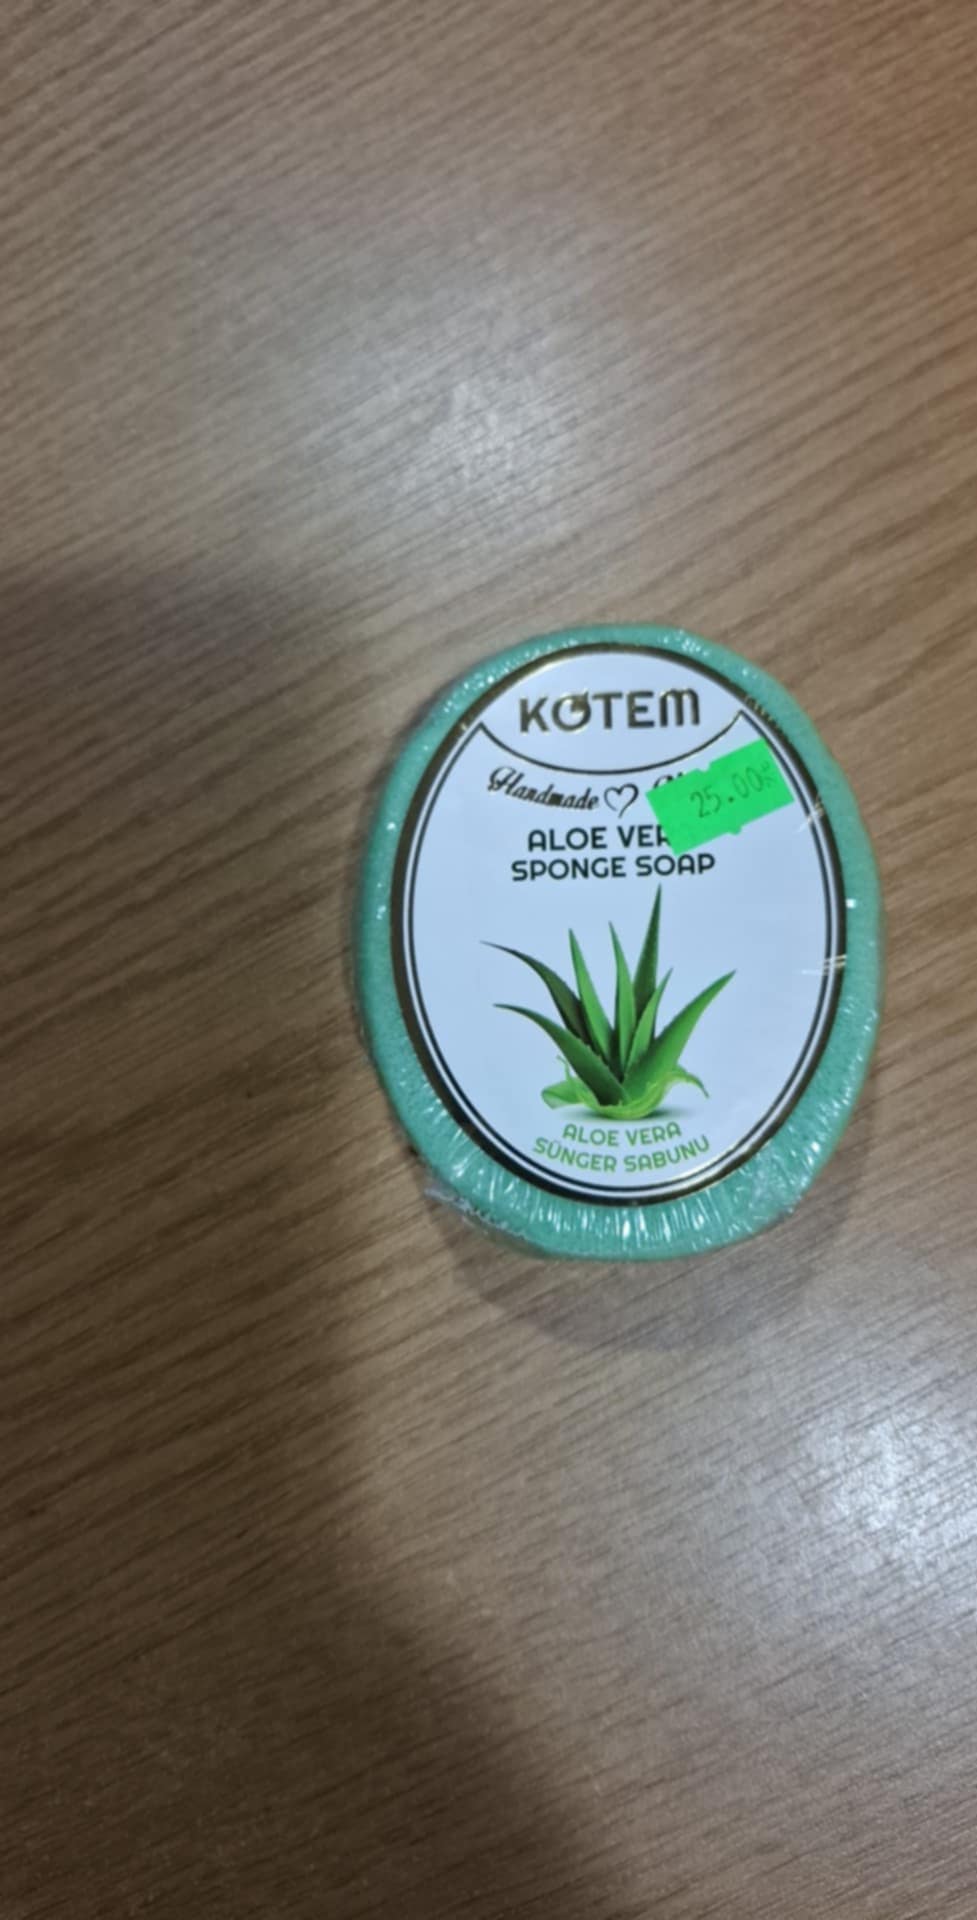 KOTEM
Handmade
25.00
ALOE VER
SPONGE SOAP
ALOE VERA
SÜNGER SABUNU